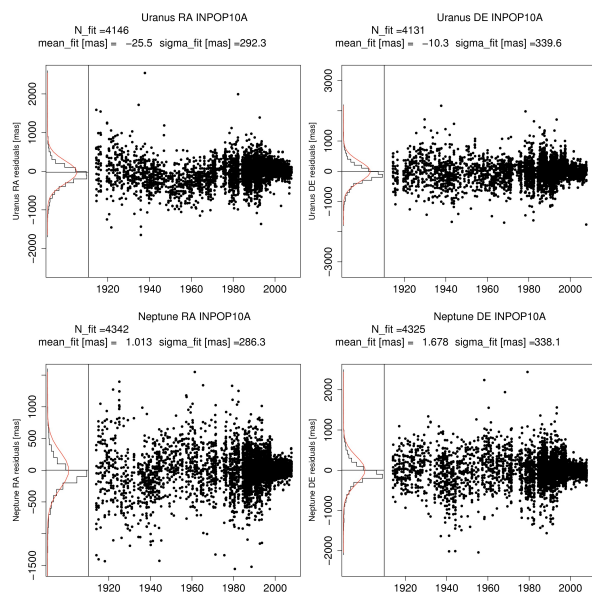 Uranus RA INPOP10A
N_fit =4146
mean_fit [mas] = −25.5 sigma_fit [mas] =292.3
Uranus RA residuals [mas]
−2000 −1000 0 1000 2000
1920 1940 1960 1980 2000
Uranus DE INPOP10A
N_fit =4131
mean_fit [mas] = −10.3 sigma_fit [mas] =339.6
Uranus DE residuals [mas]
−3000 −1000 0 1000 3000
1920 1940 1960 1980 2000
Neptune RA INPOP10A
N_fit =4342
mean_fit [mas] = 1.013 sigma_fit [mas] =286.3
Neptune RA residuals [mas]
−1500 −500 0 500 1500
1920 1940 1960 1980 2000
Neptune DE INPOP10A
N_fit =4325
mean_fit [mas] = 1.678 sigma_fit [mas] =338.1
Neptune DE residuals [mas]
−2000 −1000 0 1000 2000
1920 1940 1960 1980 2000